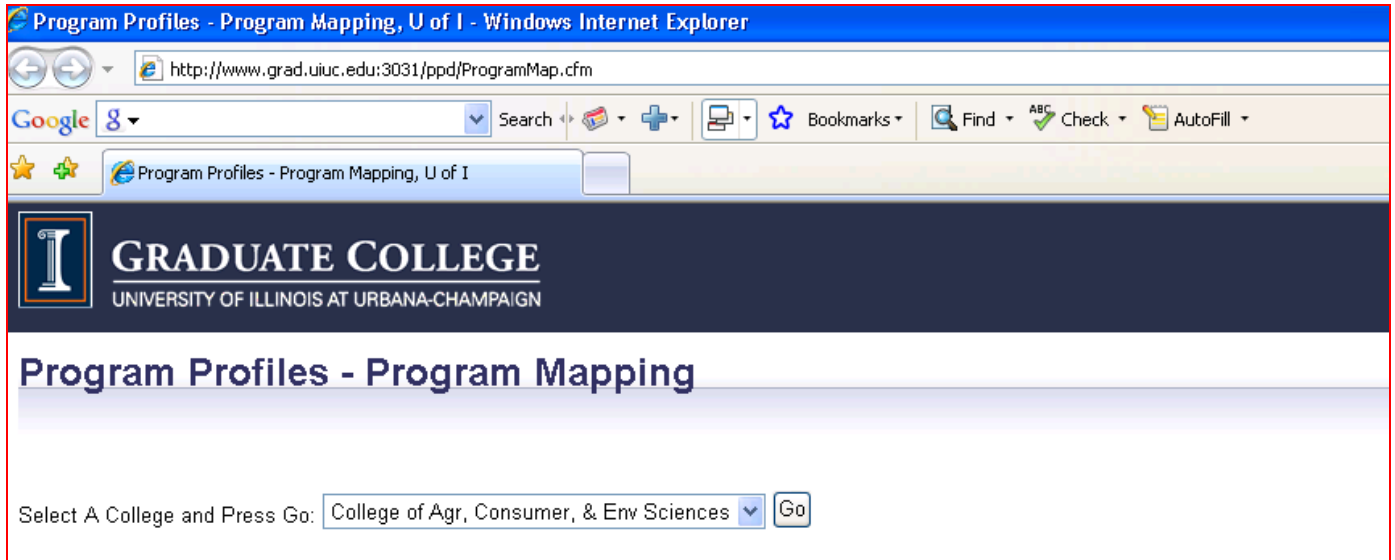 Program Profiles - Program Mapping, U of I - Windows Internet Explorer
http://www.grad.uiuc.edu:3031/ppd/ProgramMap.cfm
Google g Search Bookmarks Find ABC Check AutoFill
Program Profiles - Program Mapping, U of I
I GRADUATE COLLEGE
UNIVERSITY OF ILLINOIS AT URBANA-CHAMPAIGN
Program Profiles - Program Mapping
Select A College and Press Go: College of Agr, Consumer, & Env Sciences Go